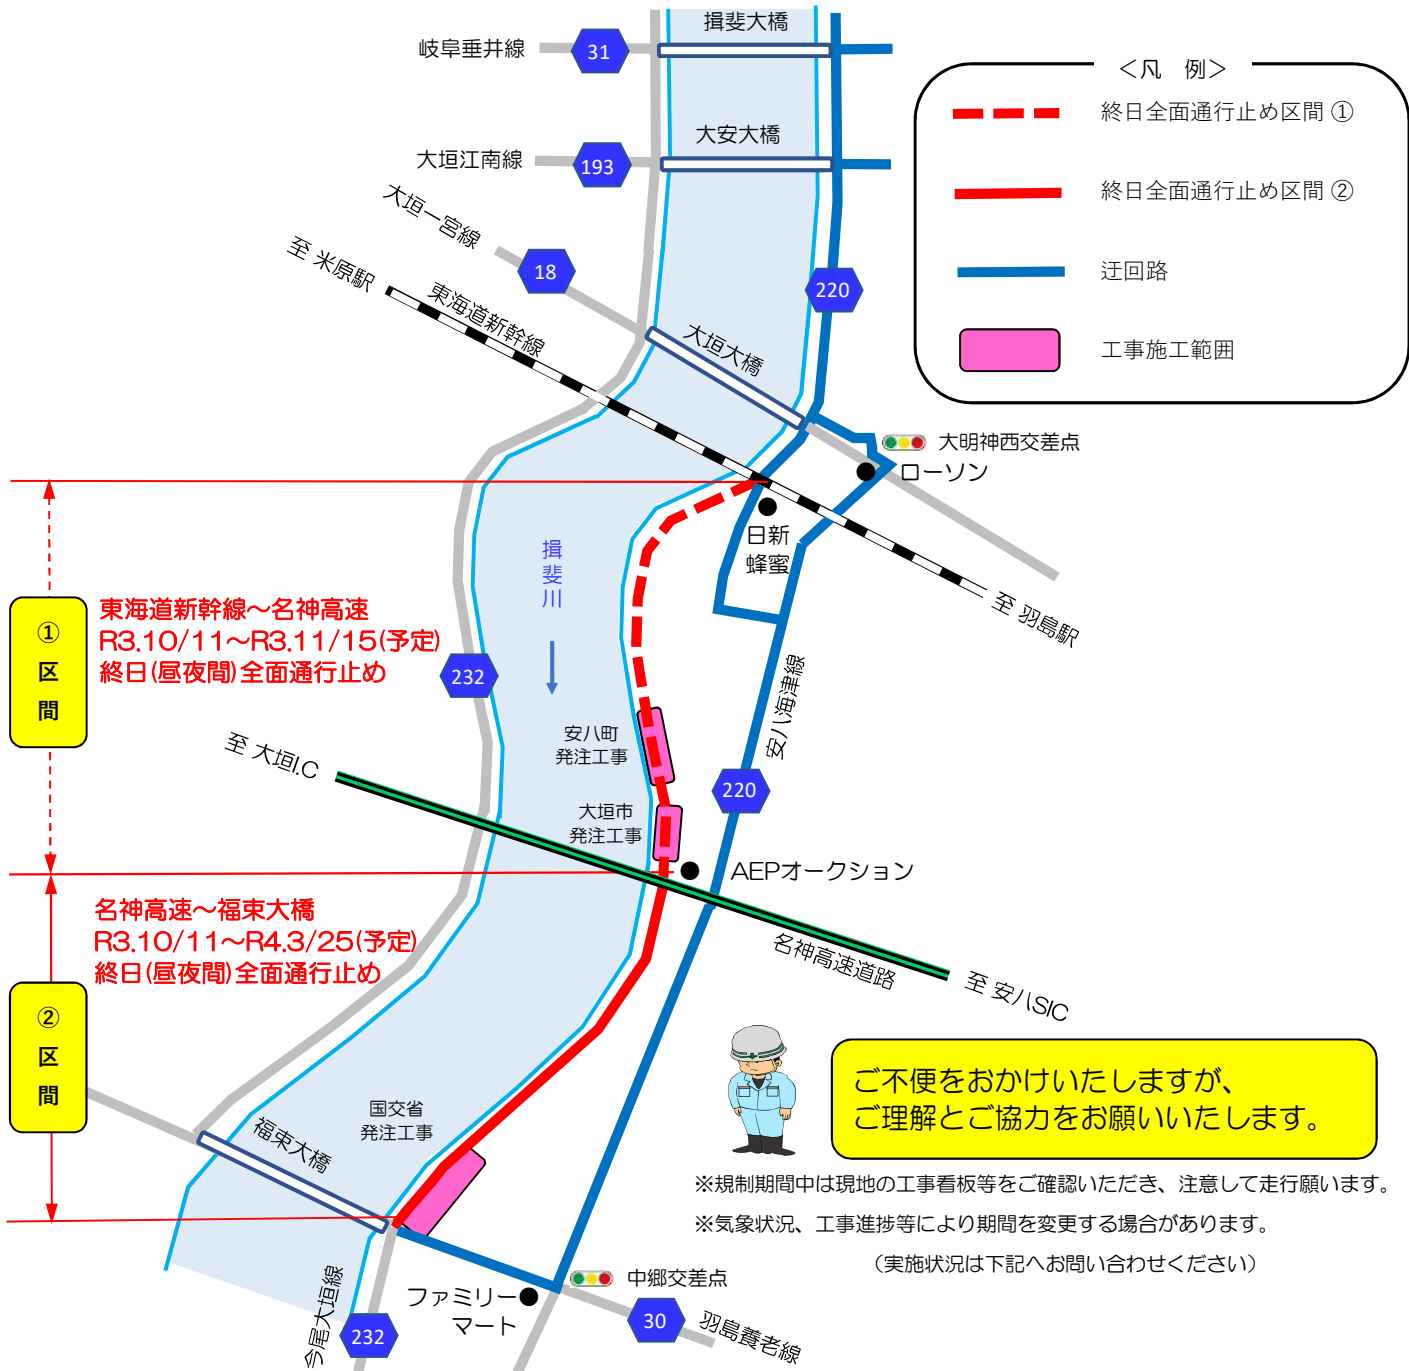 揖斐大橋
岐阜垂井線
31
大安大橋
大垣江南線
193
<凡 例>
終日全面通行止め区間 ①
終日全面通行止め区間 ②
迂回路
工事施工範囲
大垣一宮線
18
至 米原駅
東海道新幹線
220
大垣大橋
大明神西交差点
ローソン
日新
蜂蜜
至 羽島駅
揖斐川
①
区
間
東海道新幹線～名神高速
R3.10/11～R3.11/15(予定)
終日(昼夜間)全面通行止め
232
安八海津線
安八町
発注工事
至 大垣I.C
220
大垣市
発注工事
AEPオークション
名神高速～福束大橋
R3.10/11～R4.3/25(予定)
終日(昼夜間)全面通行止め
名神高速道路
至 安八SIC
②
区
間
国交省
発注工事
福束大橋
ご不便をおかけいたしますが、
ご理解とご協力をお願いいたします。
※規制期間中は現地の工事看板等をご確認いただき、注意して走行願います。
※気象状況、工事進捗等により期間を変更する場合があります。
（実施状況は下記へお問い合わせください）
中郷交差点
ファミリー
マート
30
羽島養老線
今尾大垣線
232